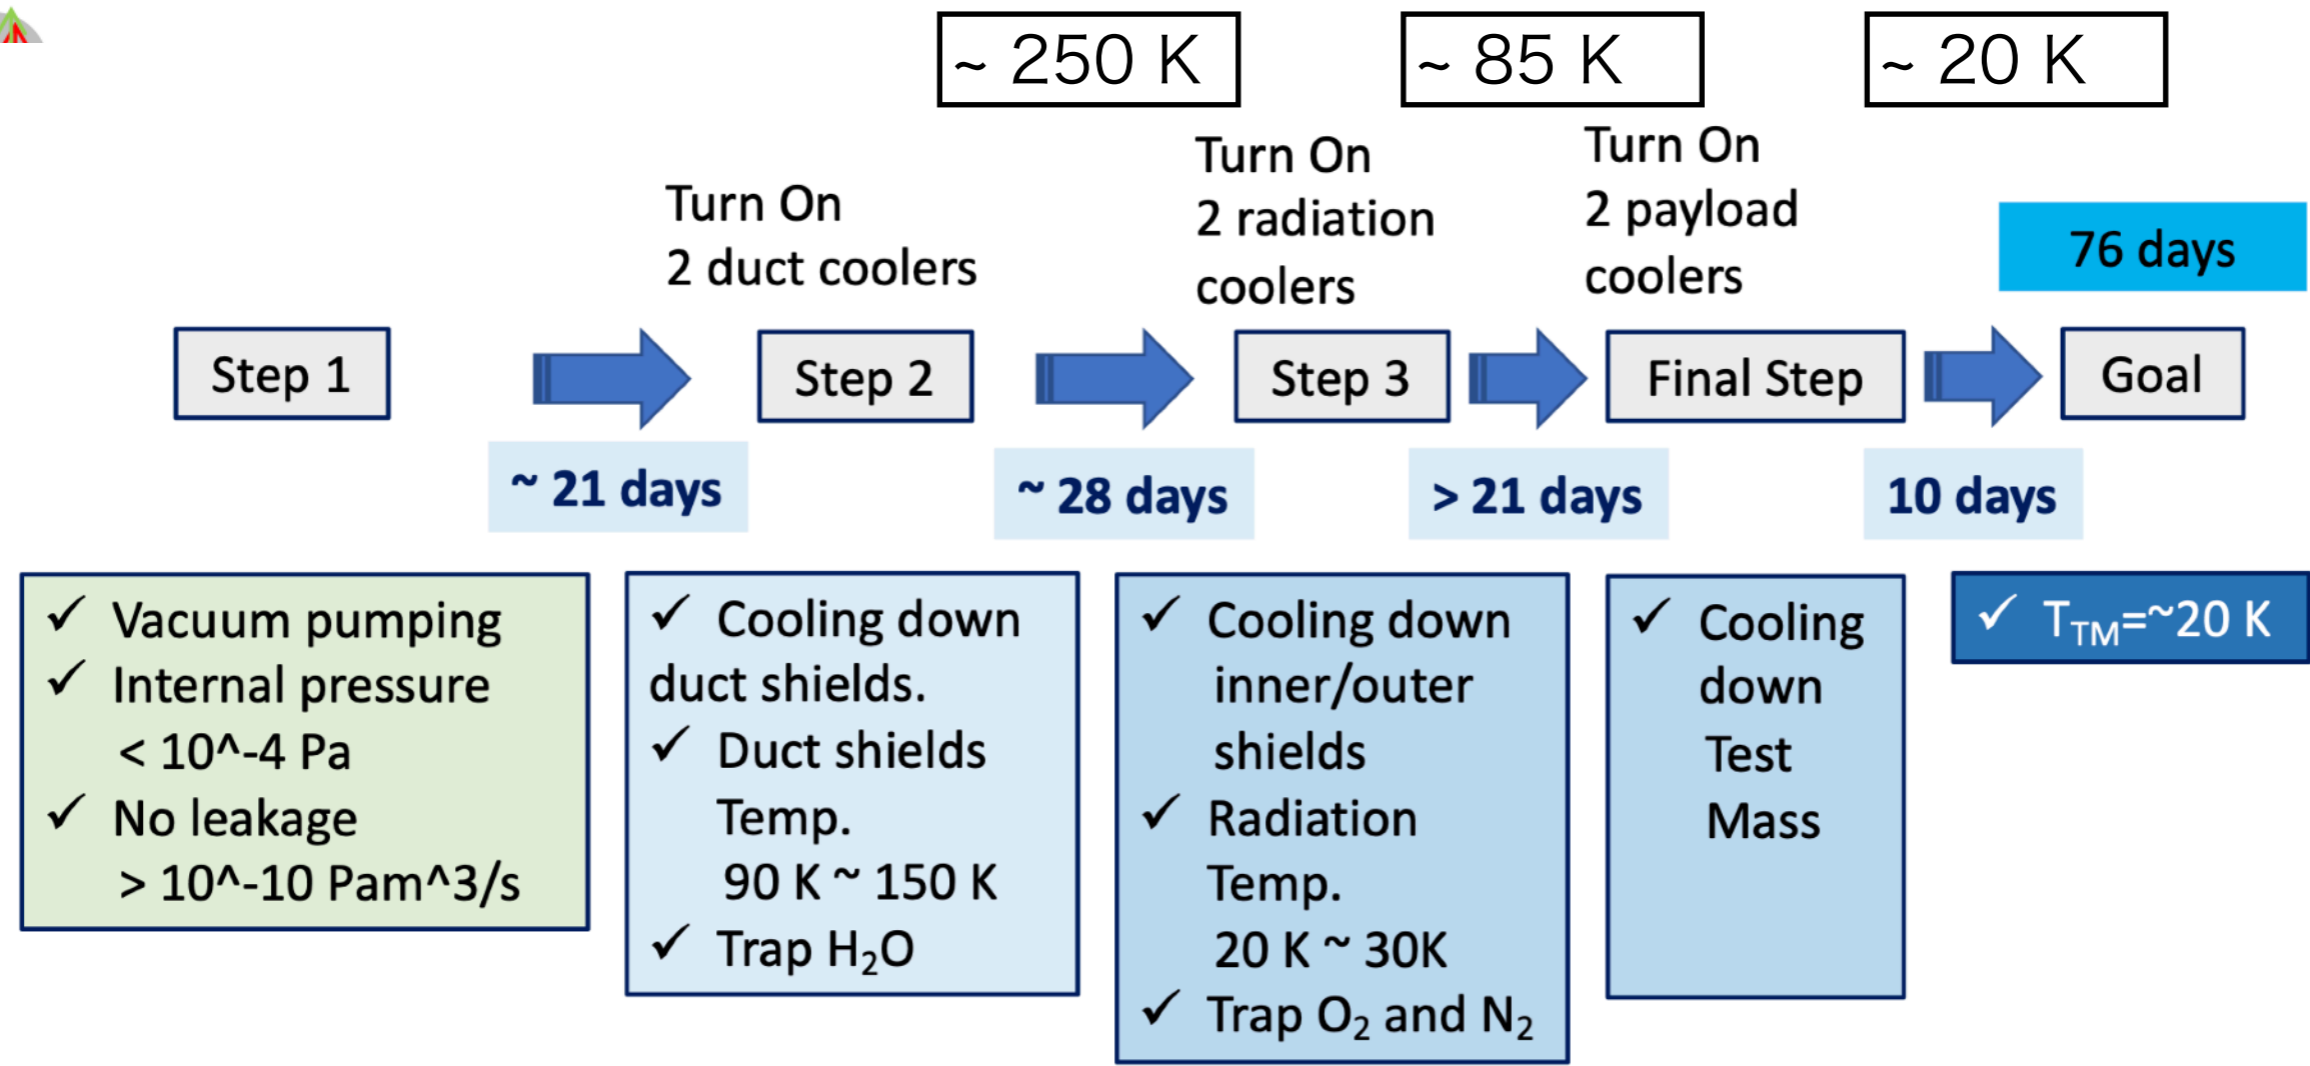 ~ 250 K
~ 85 K
~ 20 K
Turn On
2 duct coolers
Turn On
2 radiation
coolers
Turn On
2 payload
coolers
76 days
Step 1
Step 2
Step 3
Final Step
Goal
~ 21 days
~ 28 days
> 21 days
10 days
✓ Vacuum pumping
✓ Internal pressure
< 10^-4 Pa
✓ No leakage
> 10^-10 Pam^3/s
✓ Cooling down
duct shields.
✓ Duct shields
Temp.
90 K ~ 150 K
✓ Trap H₂O
✓ Cooling down
inner/outer
shields
✓ Radiation
Temp.
20 K ~ 30K
✓ Trap O₂ and N₂
✓ Cooling
down
Test
Mass
✓ T_TM=~20 K